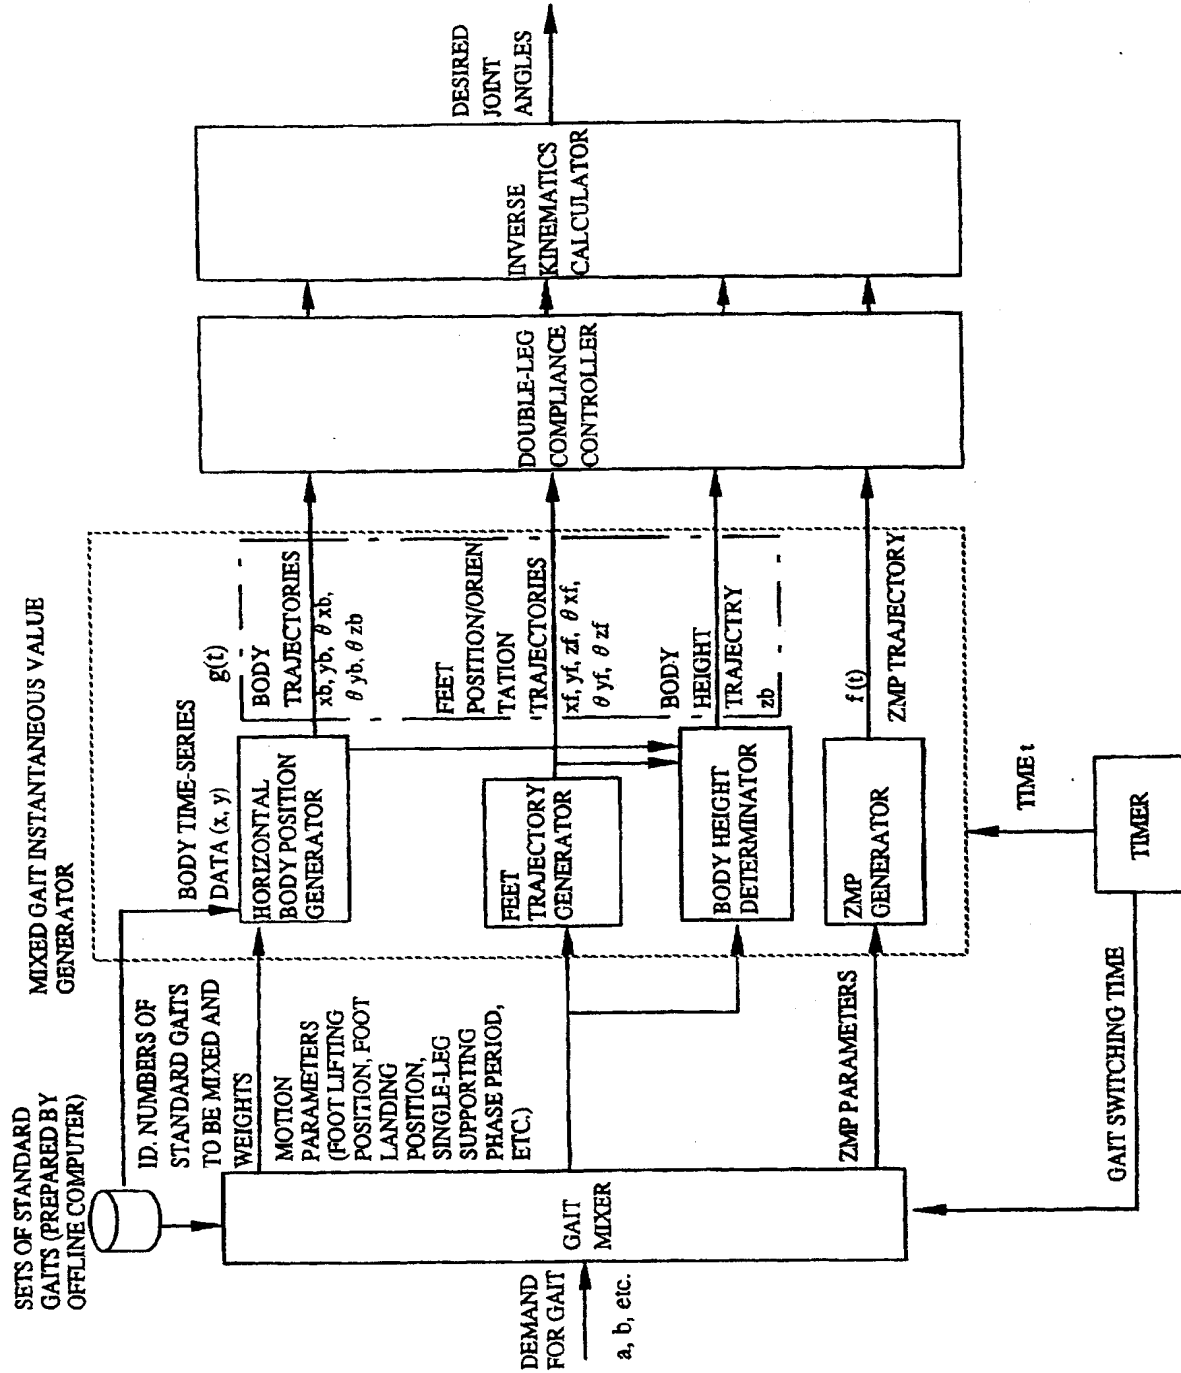 SETS OF STANDARD
GAITS (PREPARED BY
OFFLINE COMPUTER)
MIXED GAIT INSTANTANEOUS VALUE
GENERATOR
ID. NUMBERS OF
STANDARD GAITS
TO BE MIXED AND
WEIGHTS
BODY TIME-SERIES
DATA (x, y)
HORIZONTAL
BODY POSITION
GENERATOR
g(t)
BODY
TRAJECTORIES
xb, yb, θ xb,
θ yb, θ zb
MOTION
PARAMETERS
(FOOT LIFTING
POSITION, FOOT
LANDING
POSITION,
SINGLE-LEG
SUPPORTING
PHASE PERIOD,
ETC.)
FEET
TRAJECTORY
GENERATOR
FEET
POSITION/ORIEN
TATION
TRAJECTORIES
xf, yf, zf, θ xf,
θ yf, θ zf
BODY HEIGHT
DETERMINATOR
BODY
HEIGHT
TRAJECTRY
zb
ZMP PARAMETERS
ZMP
GENERATOR
f (t)
ZMP TRAJECTORY
DEMAND
FOR GAIT
a, b, etc.
GAIT
MIXER
DOUBLE-LEG
COMPLIANCE
CONTROLLER
INVERSE
KINEMATICS
CALCULATOR
DESIRED
JOINT
ANGLES
GAIT SWITCHING TIME
TIMER
TIME t